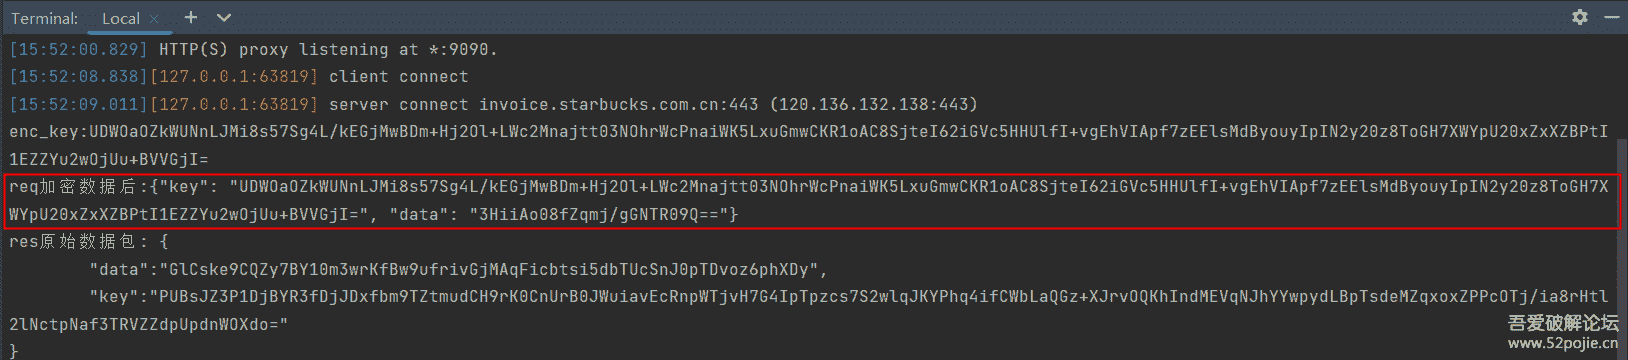 Terminal: Local × +
[15:52:00.829] HTTP(S) proxy listening at *:9090.
[15:52:08.838][127.0.0.1:63819] client connect
[15:52:09.011][127.0.0.1:63819] server connect invoice.starbucks.com.cn:443 (120.136.132.138:443)
enc_key:UDWOaOZkWUNnLJMi8s57Sg4L/kEGjMwBDm+Hj2Ol+LWc2Mnajtt03NOhrWcPnaiWK5LxuGmwCKR1oAC8SjteI62iGVc5HHUlfI+vgEhVIApf7zEElsMdByouyIpIN2y20z8ToGH7XWYpU20xZxXZBPtI
1EZZYu2wOjUu+BVVGjI=
req加密数据后:{"key": "UDWOaOZkWUNnLJMi8s57Sg4L/kEGjMwBDm+Hj2Ol+LWc2Mnajtt03NOhrWcPnaiWK5LxuGmwCKR1oAC8SjteI62iGVc5HHUlfI+vgEhVIApf7zEElsMdByouyIpIN2y20z8ToGH7X
WYpU20xZxXZBPtI1EZZYu2wOjUu+BVVGjI=", "data": "3HiiAo08fZqmj/gGNTR09Q=="}
res原始数据包: {
"data":"GlCske9CQZy7BY10m3wrKfBw9ufrivGjMAqFicbtsi5dbTUcSnJ0pTDvoz6phXDy",
"key":"PUBsJZ3P1DjBYR3fDjJDxfbm9TZtmudCH9rK0CnUrB0JWuiavEcRnpWTjvH7G4IpTpzcs7S2wlqJKYPhq4ifCWbLaQGz+XJrvOQKhIndMEVqNJhYYwpydLBpTsdeMZqxoxZPPcOTj/ia8rHtl
2lNctpNaf3TRVZZdpUpdnWOXdo="
}
吾爱破解论坛
www.52pojie.cn